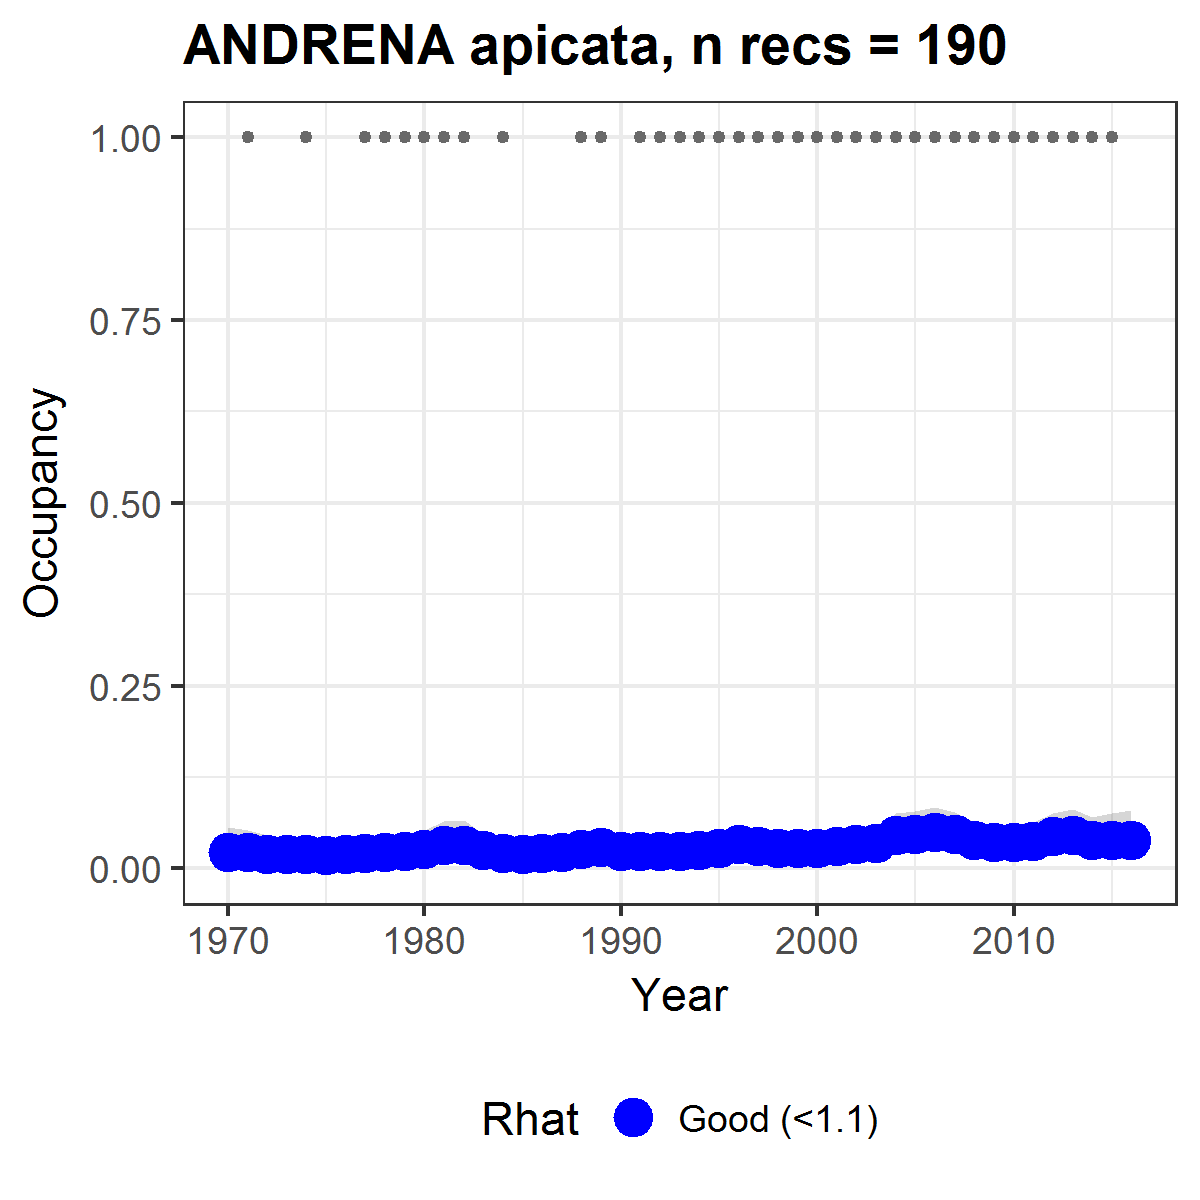 ANDRENA apicata, n recs = 190
1.00
0.75
0.50
0.25
0.00
Occupancy
1970 1980 1990 2000 2010
Year
Rhat Good (<1.1)